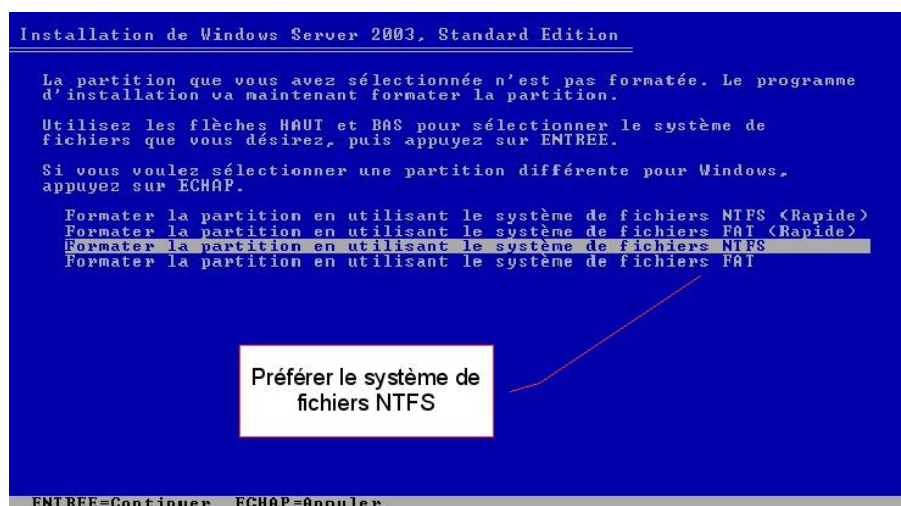 Installation de Windows Server 2003, Standard Edition
La partition que vous avez sélectionnée n'est pas formatée. Le programme
d'installation va maintenant formater la partition.
Utilisez les flèches HAUT et BAS pour sélectionner le système de
fichiers que vous désirez, puis appuyez sur ENTREE.
Si vous voulez sélectionner une partition différente pour Windows,
appuyez sur ECHAP.
Formater la partition en utilisant le système de fichiers NTFS <Rapide>
Formater la partition en utilisant le système de fichiers FAT <Rapide>
Formater la partition en utilisant le système de fichiers NTFS
Formater la partition en utilisant le système de fichiers FAT
Préférer le système de
fichiers NTFS
ENTREE=Continuer ECHAP=Annuler